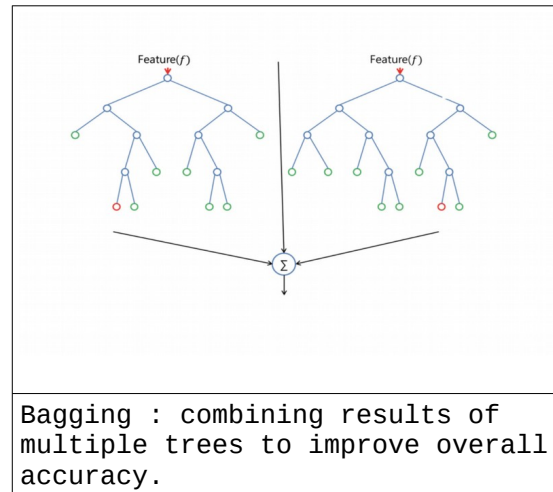 Feature(f) Feature(f)
Σ
Bagging : combining results of
multiple trees to improve overall
accuracy.